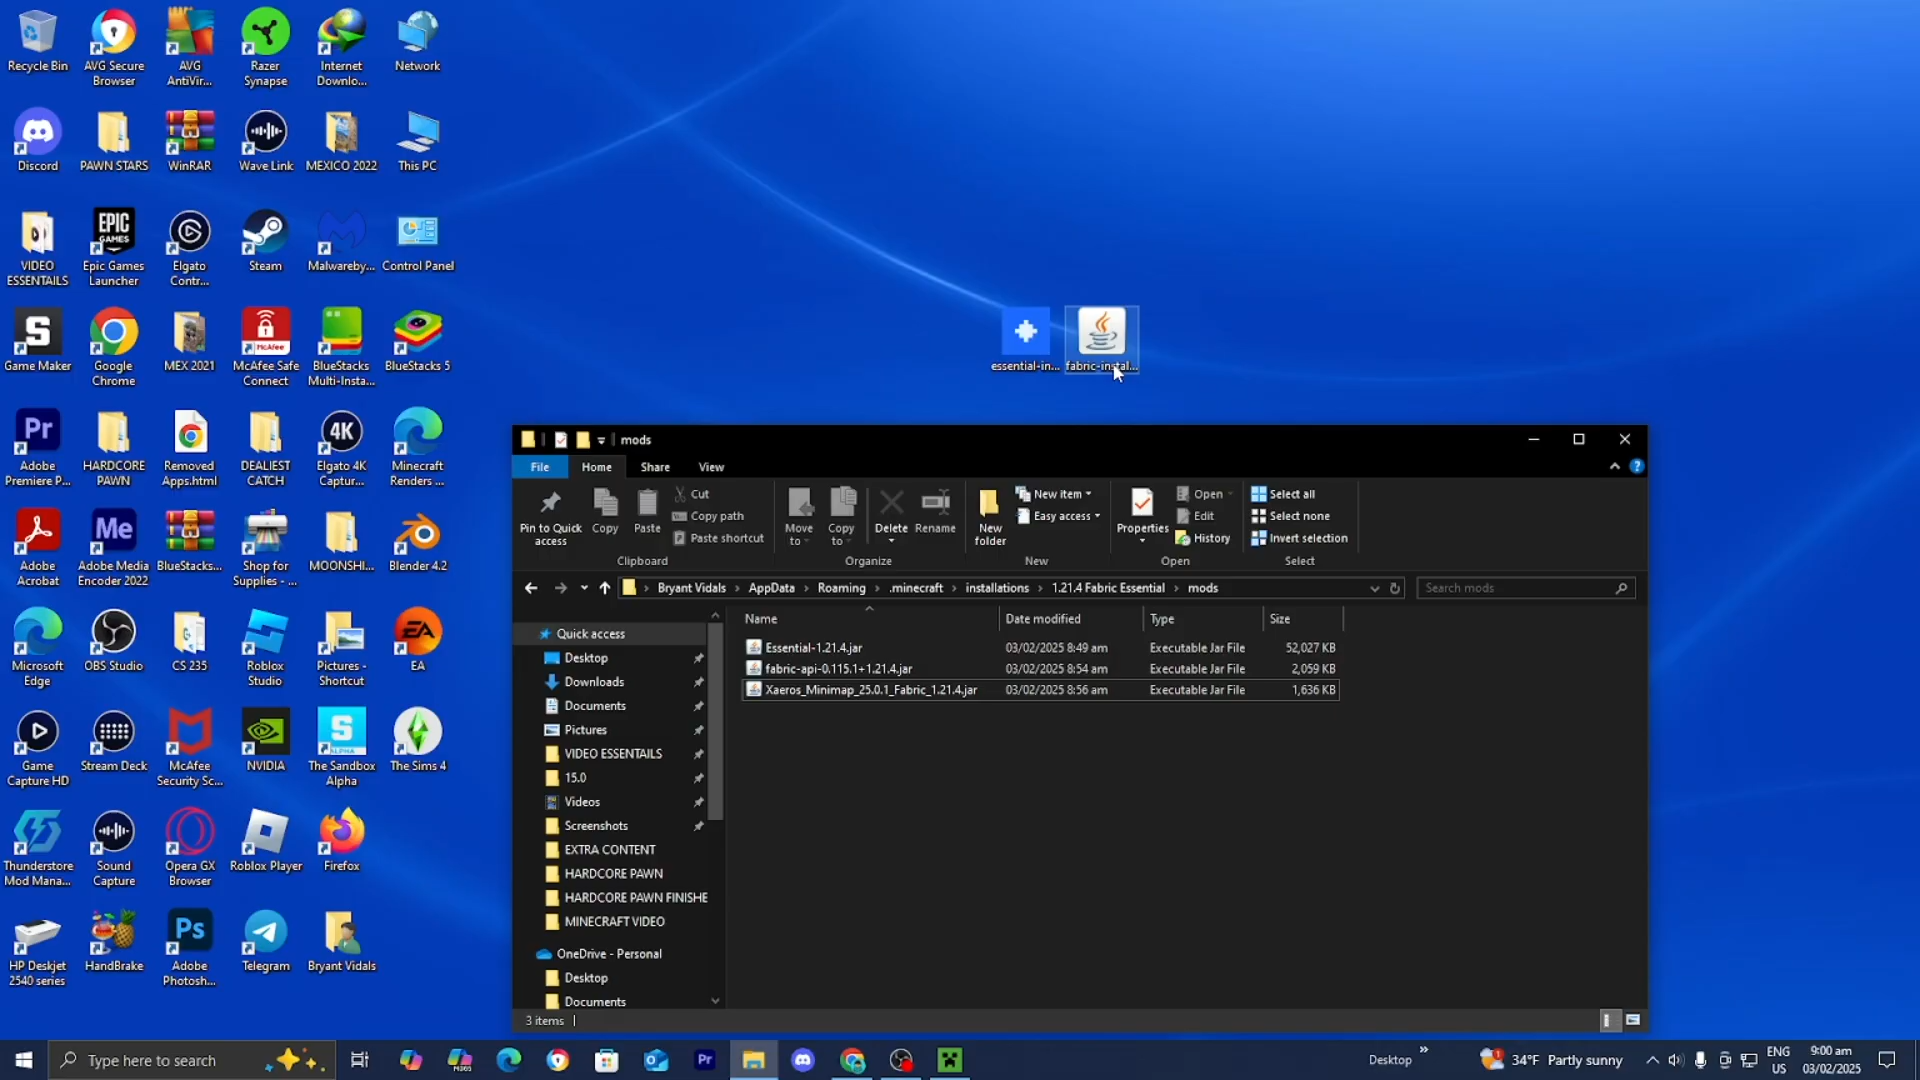 Recycle Bin
AVG Secure
Browser
AVG
AntiVir...
Razer
Synapse
Internet
Downlo...
Network
Discord
PAWN STARS
WinRAR
Wave Link
MEXICO 2022
This PC
VIDEO
ESSENTAILS
EPIC
GAMES
Epic Games
Launcher
Elgato
Contr...
Steam
Malwareby...
Control Panel
Game Maker
Google
Chrome
MEX 2021
McAfee
McAfee Safe
Connect
BlueStacks
Multi-Insta...
BlueStacks 5
essential-in...
fabric-instal...
Pr
Adobe
Premiere P...
HARDCORE
PAWN
Removed
Apps.html
DEALIEST
CATCH
4K
Elgato 4K
Captur...
Minecraft
Renders ...
Adobe
Acrobat
Me
Adobe Media
Encoder 2022
BlueStacks...
Shop for
Supplies - ...
MOONSHI...
Blender 4.2
Microsoft
Edge
OBS Studio
CS 235
Roblox
Studio
Pictures -
Shortcut
EA
EA
Game
Capture HD
Stream Deck
McAfee
Security Sc...
NVIDIA
S
ALPHA
The Sandbox
Alpha
The Sims 4
Thunderstore
Mod Mana...
Sound
Capture
Opera GX
Browser
Roblox Player
Firefox
HP Deskjet
2540 series
HandBrake
Ps
Adobe
Photosh...
Telegram
Bryant Vidals
mods
File Home Share View
Pin to Quick
access
Copy
Paste
Cut
Copy path
Paste shortcut
Clipboard
Move
to
Copy
to
Delete
Rename
Organize
New
folder
New item
Easy access
New
Properties
Open
Edit
History
Open
Select all
Select none
Invert selection
Select
Bryant Vidals > AppData > Roaming > .minecraft > installations > 1.21.4 Fabric Essential > mods
Search mods
Quick access
Desktop
Downloads
Documents
Pictures
VIDEO ESSENTAILS
15.0
Videos
Screenshots
EXTRA CONTENT
HARDCORE PAWN
HARDCORE PAWN FINISHE
MINECRAFT VIDEO
OneDrive - Personal
Desktop
Documents
Name Date modified Type Size
Essential-1.21.4.jar 03/02/2025 8:49 am Executable Jar File 52,027 KB
fabric-api-0.115.1+1.21.4.jar 03/02/2025 8:54 am Executable Jar File 2,059 KB
Xaeros_Minimap_25.0.1_Fabric_1.21.4.jar 03/02/2025 8:56 am Executable Jar File 1,636 KB
3 items
Type here to search
M365
Pr
Desktop
34°F Partly sunny
ENG
US
9:00 am
03/02/2025